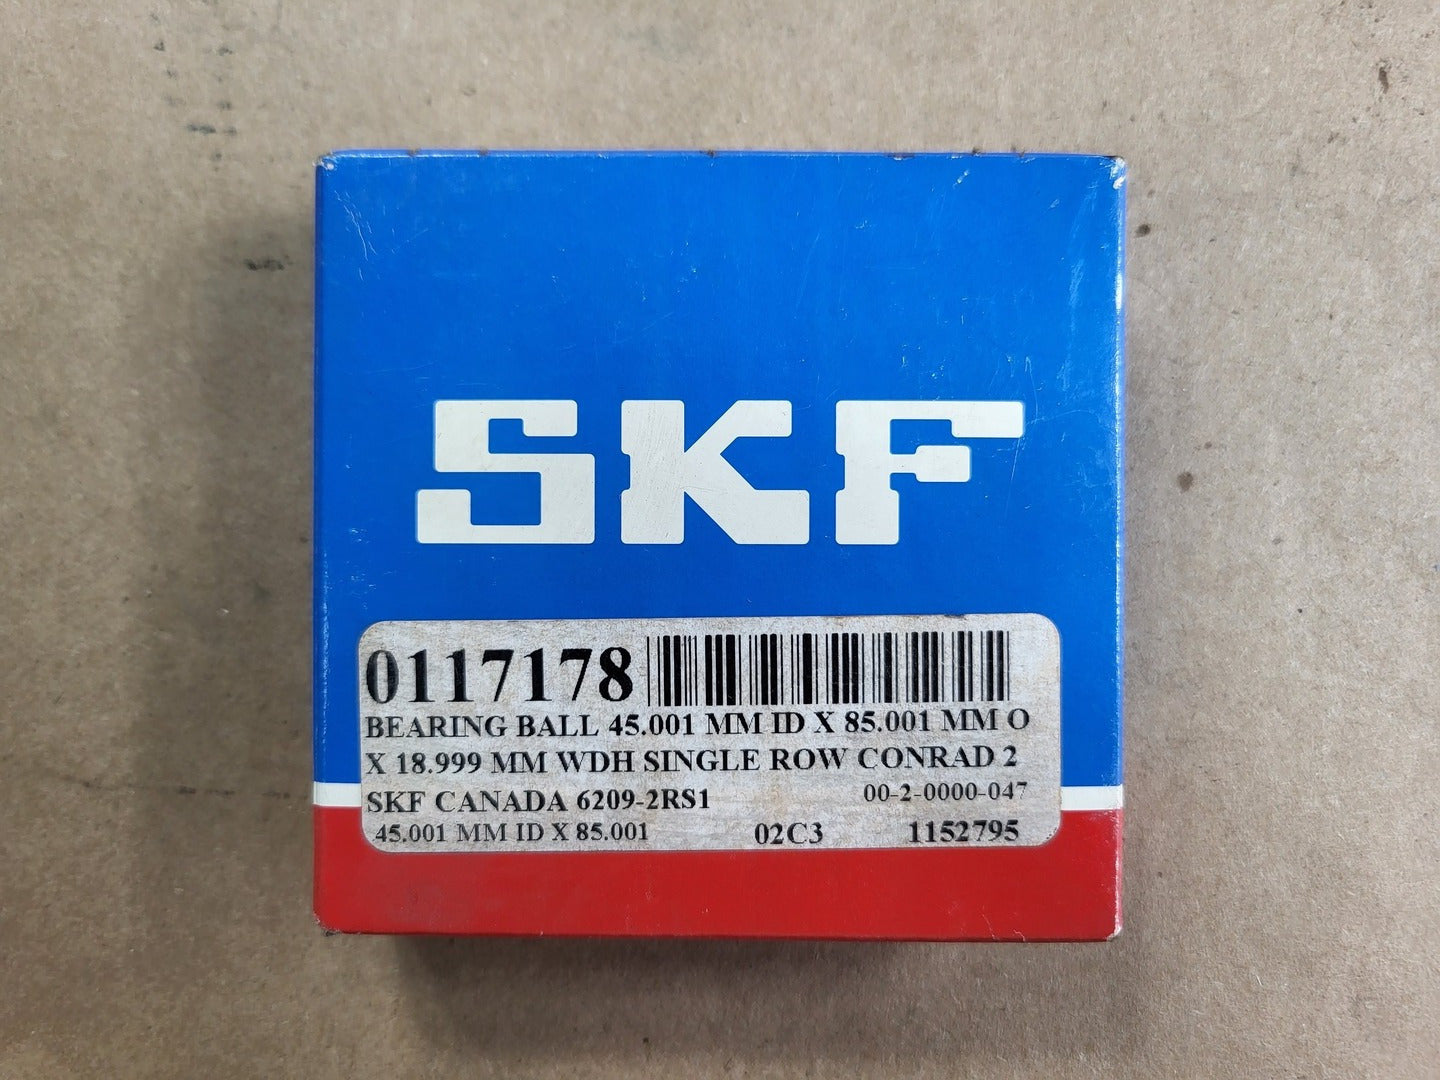 SKF
0117178
BEARING BALL 45.001 MM ID X 85.001 MM O
X 18.999 MM WDH SINGLE ROW CONRAD 2
SKF CANADA 6209-2RS1 00-2-0000-047
45.001 MM ID X 85.001 02C3 1152795